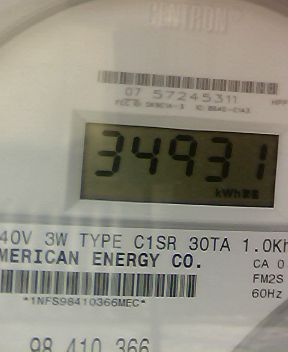 CENTRON
07 57245311
34931
kWh
40V 3W TYPE C1SR 30TA 1.0Kh
MERICAN ENERGY CO.
CA 0
FM2S
60Hz
*1NFS98410366MEC*
98 410 366